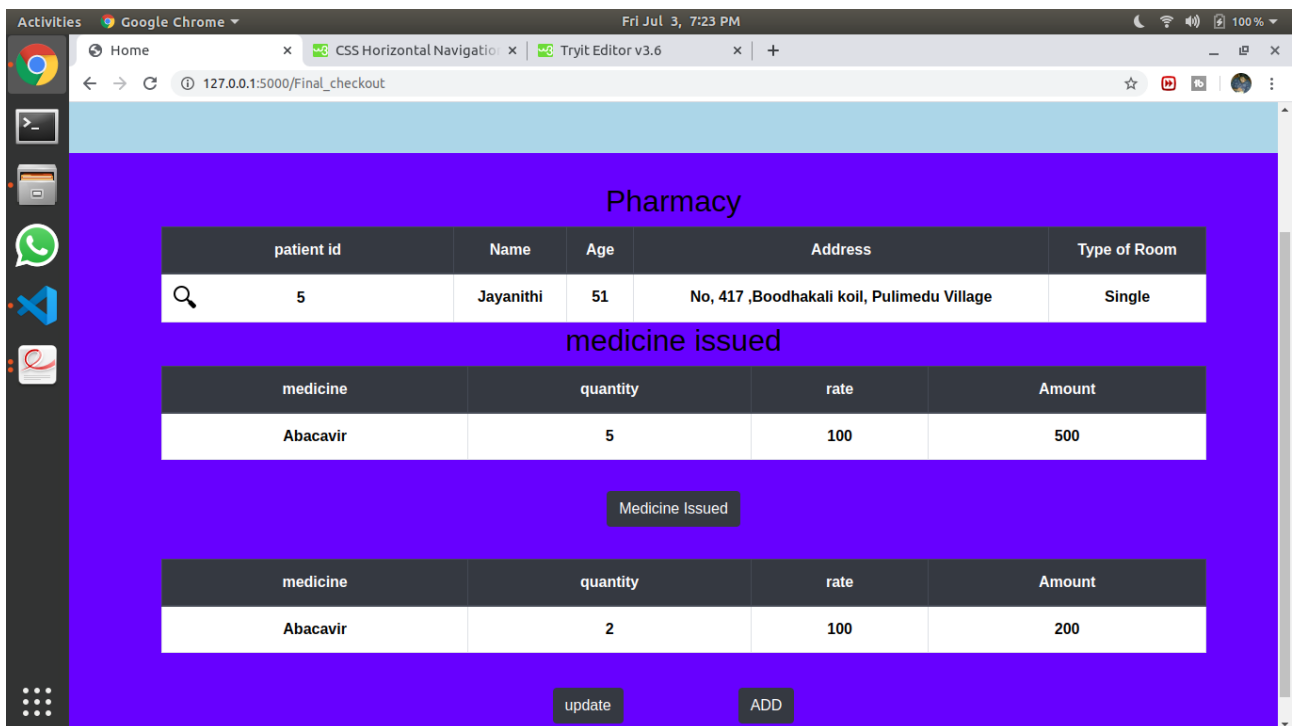 Activities Google Chrome Fri Jul 3, 7:23 PM 100 %
Home CSS Horizontal Navigation Tryit Editor v3.6
127.0.0.1:5000/Final_checkout
Pharmacy
patient id Name Age Address Type of Room
5 Jayanithi 51 No, 417 ,Boodhakali koil, Pulimedu Village Single
medicine issued
medicine quantity rate Amount
Abacavir 5 100 500
Medicine Issued
medicine quantity rate Amount
Abacavir 2 100 200
update ADD